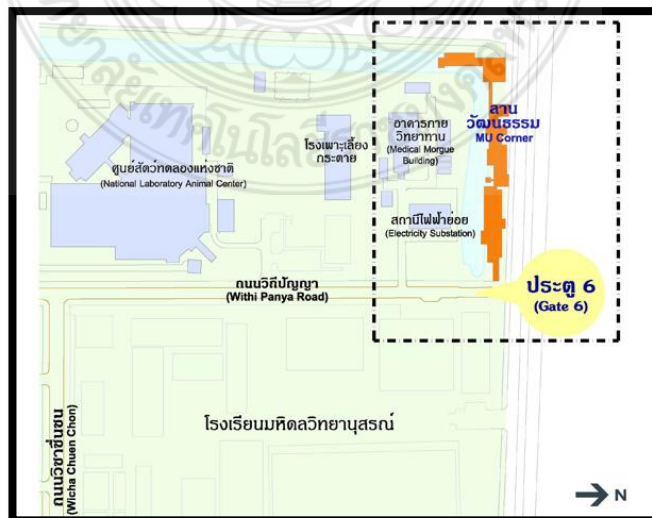 สาน
วัฒนธรรม
MU Corner
อาคารกาย
วิทยาทาน
(Medical Morgue
Building)
โรงเพาะเลี้ยง
กระต่าย
ศูนย์สัตว์ทดลองแห่งชาติ
(National Laboratory Animal Center)
สถานีไฟฟ้าย่อย
(Electricity Substation)
ถนนวิถีปัญญา
(Withi Panya Road)
ประตู 6
(Gate 6)
โรงเรียนมหิดลวิทยานุสรณ์
ถนนวิชาชื่นชน
(Wicha Chuen Chon)
N